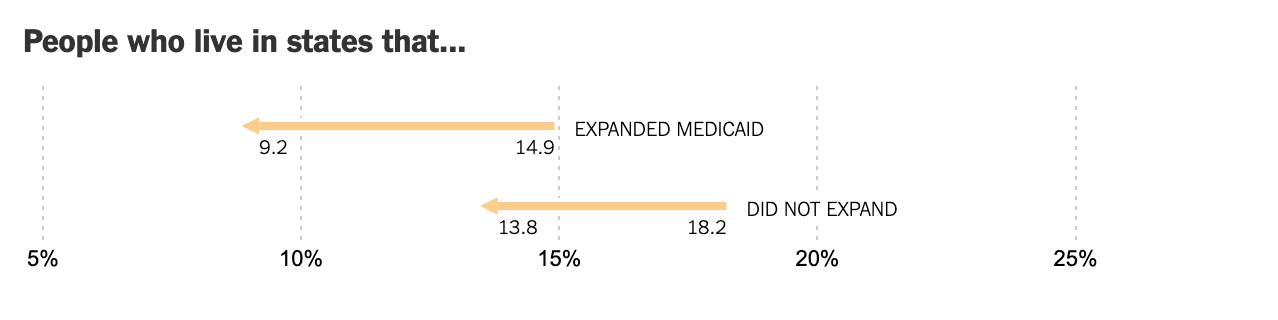 People who live in states that...
EXPANDED MEDICAID
9.2 14.9
DID NOT EXPAND
13.8 18.2
5% 10% 15% 20% 25%